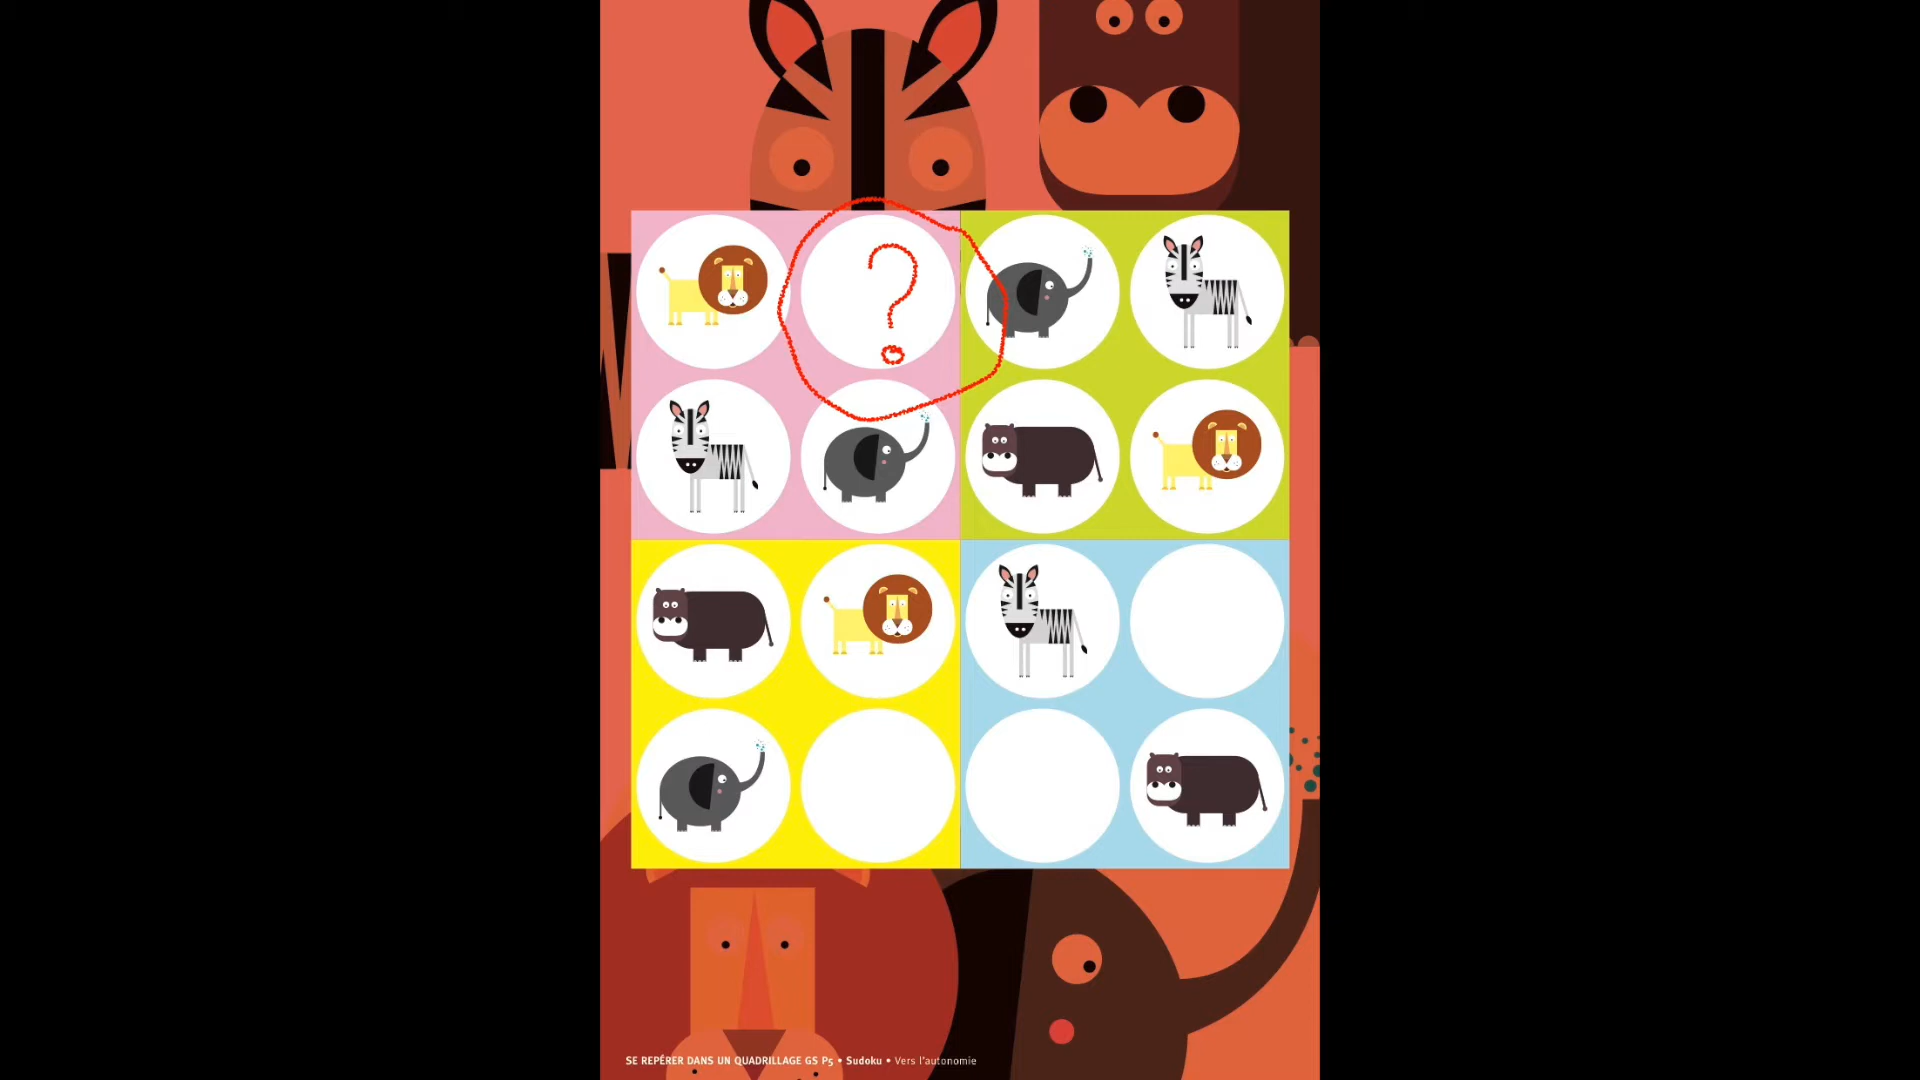 ?
SE REPÉRER DANS UN QUADRILLAGE GS P5 • Sudoku • Vers l'autonomie